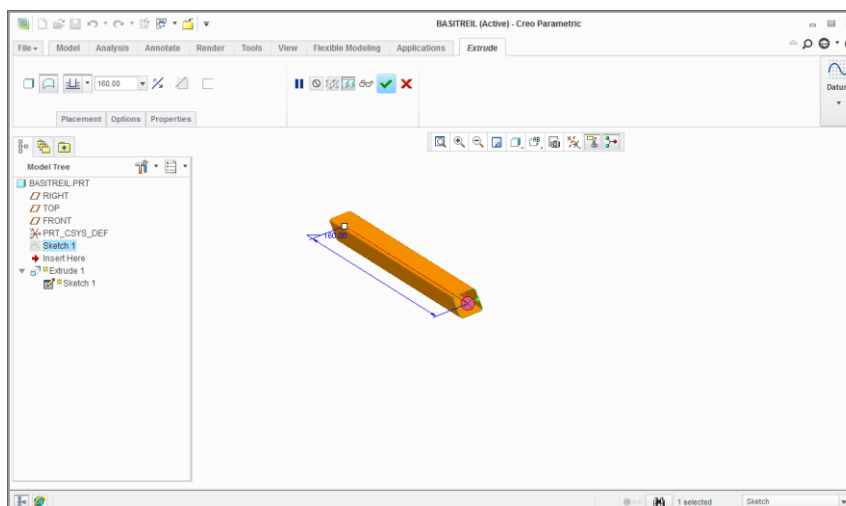 BASITREIL (Active) - Creo Parametric
File Model Analysis Annotate Render Tools View Flexible Modeling Applications Extrude
160.00
Datur
Placement Options Properties
Model Tree
BASITREIL.PRT
RIGHT
TOP
FRONT
PRT_CSYS_DEF
Sketch 1
Insert Here
Extrude 1
Sketch 1
160.00
1 selected Sketch